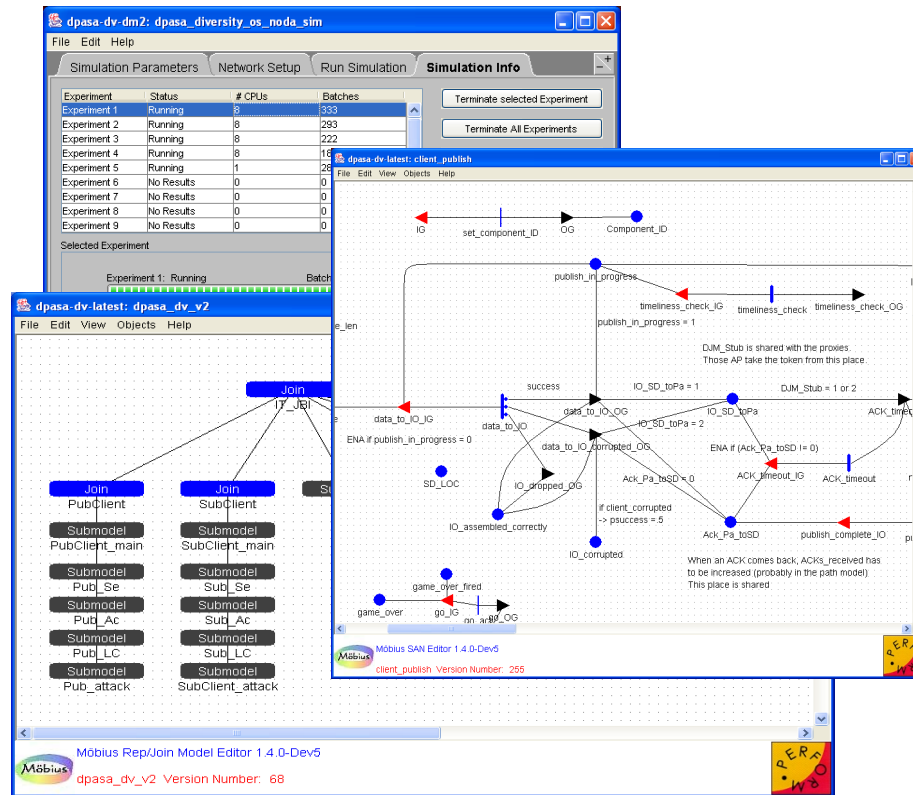 dpasa-dv-dm2: dpasa_diversity_os_noda_sim
File Edit Help
Simulation Parameters Network Setup Run Simulation Simulation Info
Experiment Status # CPUs Batches
Experiment 1 Running 8 333
Experiment 2 Running 8 293
Experiment 3 Running 8 222
Experiment 4 Running 8 18
Experiment 5 Running 1 28
Experiment 6 No Results 0 0
Experiment 7 No Results 0 0
Experiment 8 No Results 0 0
Experiment 9 No Results 0 0
Terminate selected Experiment
Terminate All Experiments
Selected Experiment
Experiment 1: Running Batch
dpasa-dv-latest: client_publish
File Edit View Objects Help
IG
set_component_ID
OG
Component_ID
publish_in_progress
timeliness_check_IG
timeliness_check
timeliness_check_OG
e_len
publish_in_progress = 1
DJM_Stub is shared with the proxies.
Those AP take the token from this place.
success
IO_SD_toPa = 1
DJM_Stub = 1 or 2
data_to_IO_IG
data_to_IO
data_to_IO_OG
IO_SD_toPa
ACK_timeo
IO_SD_toPa = 2
ENA if publish_in_progress = 0
data_to_IO_corrupted_OG
ENA if (Ack_Pa_toSD != 0)
SD_LOC
IO_dropped_OG
Ack_Pa_toSD = 0
ACK_timeout_IG
ACK_timeout
IO_assembled_correctly
if client_corrupted
-> psuccess = .5
Ack_Pa_toSD
publish_complete_IO
IO_corrupted
When an ACK comes back, ACKs_received has
to be increased (probably in the path model)
This place is shared
game_over_fired
game_over
go_IG
go_OG
Möbius
Möbius SAN Editor 1.4.0-Dev5
client_publish Version Number: 255
dpasa-dv-latest: dpasa_dv_v2
File Edit View Objects Help
Join
IT_JBI
Join
PubClient
Submodel
PubClient_main
Submodel
Pub_Se
Submodel
Pub_Ac
Submodel
Pub_LC
Submodel
Pub_attack
Join
SubClient
Submodel
SubClient_main
Submodel
Sub_Se
Submodel
Sub_Ac
Submodel
Sub_LC
Submodel
SubClient_attack
Möbius
Möbius Rep/Join Model Editor 1.4.0-Dev5
dpasa_dv_v2 Version Number: 68
PERFORM